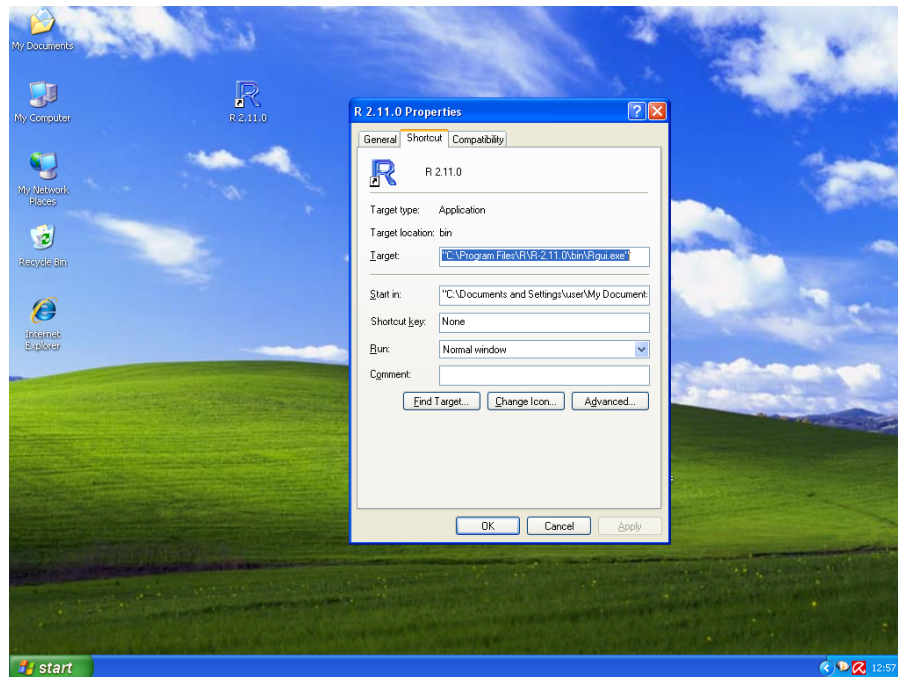 My Documents
My Computer
R 2.11.0
My Network
Places
Recycle Bin
Internet
Explorer
R 2.11.0 Properties
General Shortcut Compatibility
R 2.11.0
Target type: Application
Target location: bin
Target: "C:\Program Files\R\R-2.11.0\bin\Rgui.exe"
Start in: "C:\Documents and Settings\user\My Document:
Shortcut key: None
Run: Normal window
Comment:
Find Target... Change Icon... Advanced...
OK Cancel Apply
start
12:57